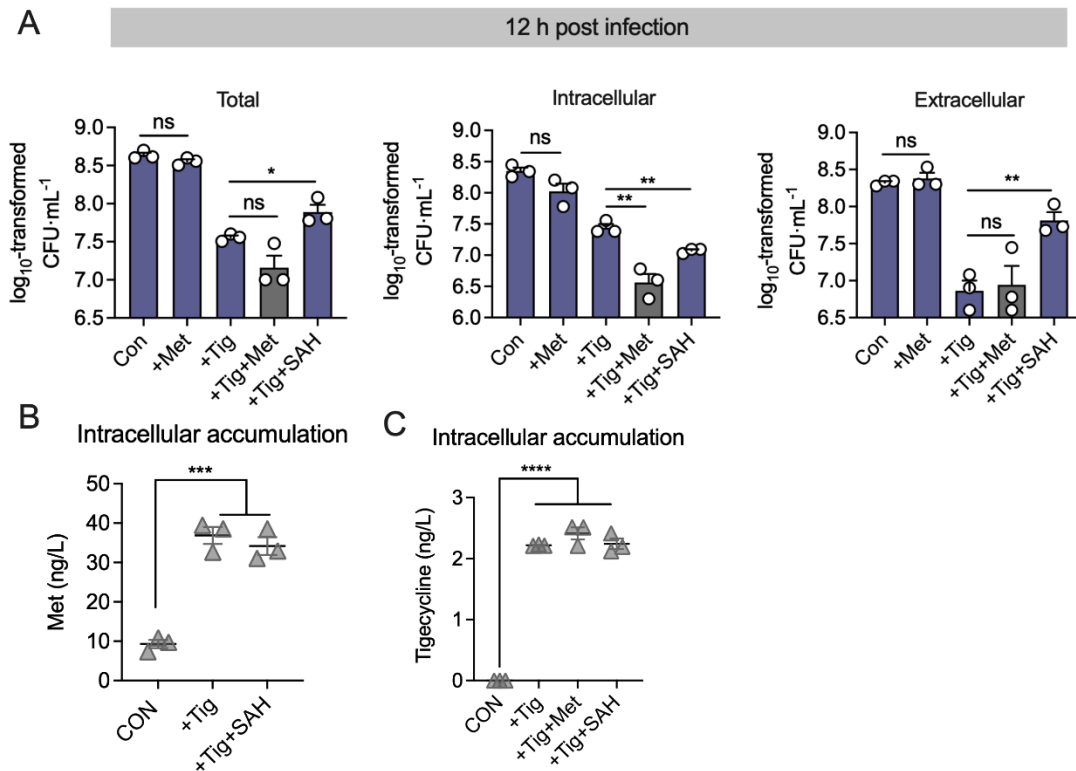 A
12 h post infection
Total
log10-transformed
CFU·mL⁻¹
9.0
8.5
8.0
7.5
7.0
6.5
ns
*
ns
Con
+Met
+Tig
+Tig+Met
+Tig+SAH
Intracellular
log10-transformed
CFU·mL⁻¹
9.0
8.5
8.0
7.5
7.0
6.5
6.0
ns
**
**
Con
+Met
+Tig
+Tig+Met
+Tig+SAH
Extracellular
log10-transformed
CFU·mL⁻¹
9.0
8.5
8.0
7.5
7.0
6.5
ns
**
ns
Con
+Met
+Tig
+Tig+Met
+Tig+SAH
B
Intracellular accumulation
Met (ng/L)
50
40
30
20
10
0
***
CON
+Tig
+Tig+SAH
C
Intracellular accumulation
Tigecycline (ng/L)
3
2
1
0
****
CON
+Tig
+Tig+Met
+Tig+SAH